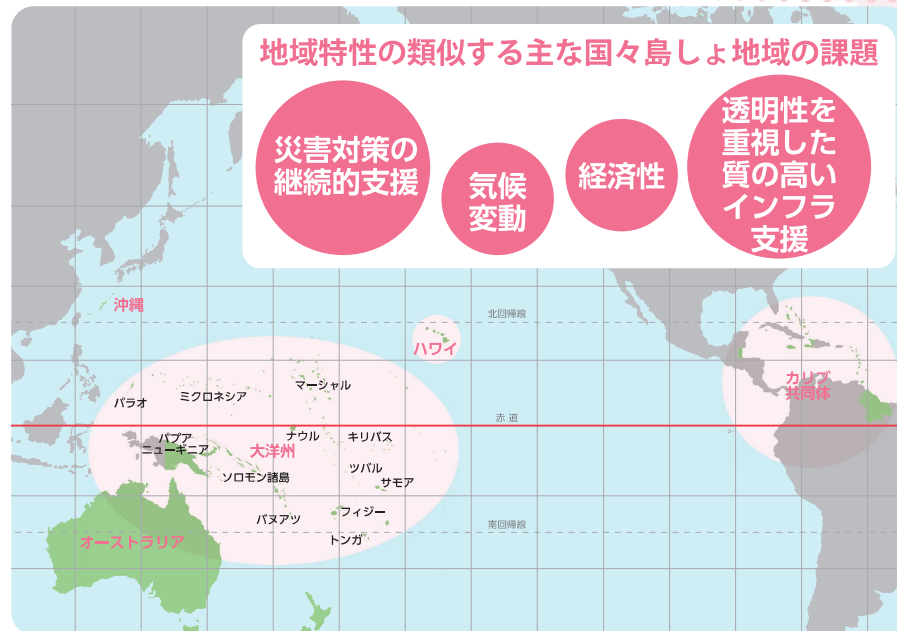 地域特性の類似する主な国々島しょ地域の課題
災害対策の
継続的支援
気候
変動
経済性
透明性を
重視した
質の高い
インフラ
支援
沖縄
北回帰線
ハワイ
カリブ
共同体
マーシャル
ミクロネシア
パラオ
赤道
パプア
ニューギニア
大洋州
ナウル
キリバス
ソロモン諸島
ツバル
サモア
バヌアツ
フィジー
トンガ
南回帰線
オーストラリア